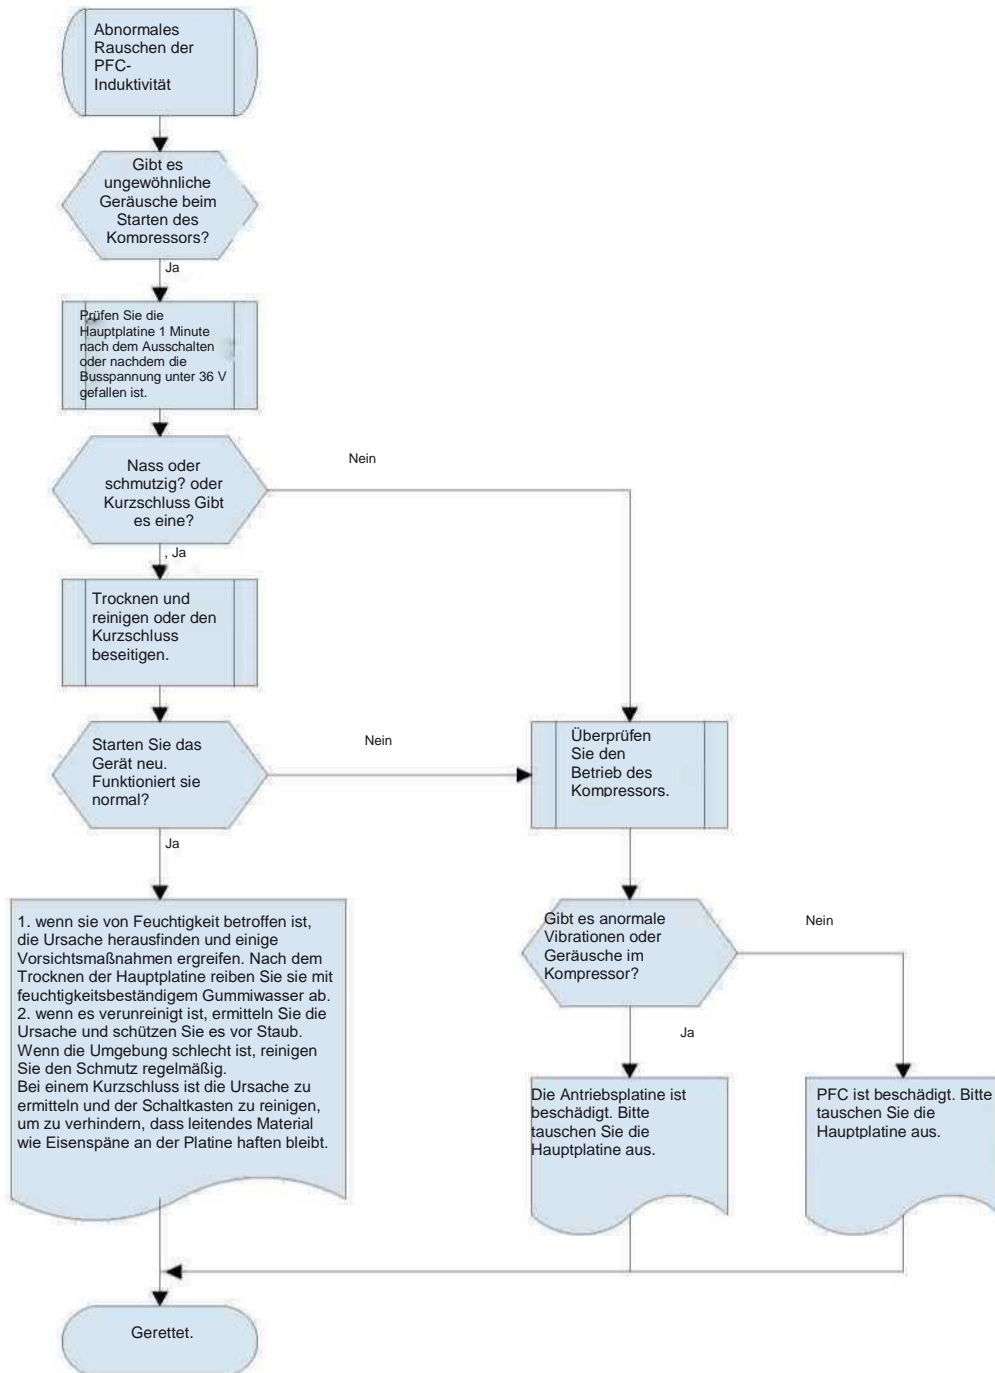 Abnormales
Rauschen der
PFC-
Induktivität
Gibt es
ungewöhnliche
Geräusche beim
Starten des
Kompressors?
Ja
Prüfen Sie die
Hauptplatine 1 Minute
nach dem Ausschalten
oder nachdem die
Busspannung unter 36 V
gefallen ist.
Nass oder
schmutzig? oder
Kurzschluss Gibt
es eine?
Nein
, Ja
Trocknen und
reinigen oder den
Kurzschluss
beseitigen.
Starten Sie das
Gerät neu.
Funktioniert sie
normal?
Nein
Überprüfen
Sie den
Betrieb des
Kompressors.
Ja
1. wenn sie von Feuchtigkeit betroffen ist,
die Ursache herausfinden und einige
Vorsichtsmaßnahmen ergreifen. Nach dem
Trocknen der Hauptplatine reiben Sie sie mit
feuchtigkeitsbeständigem Gummiwasser ab.
2. wenn es verunreinigt ist, ermitteln Sie die
Ursache und schützen Sie es vor Staub.
Wenn die Umgebung schlecht ist, reinigen
Sie den Schmutz regelmäßig.
Bei einem Kurzschluss ist die Ursache zu
ermitteln und der Schaltkasten zu reinigen,
um zu verhindern, dass leitendes Material
wie Eisenspäne an der Platine haften bleibt.
Gibt es anormale
Vibrationen oder
Geräusche im
Kompressor?
Nein
Ja
Die Antriebsplatine ist
beschädigt. Bitte
tauschen Sie die
Hauptplatine aus.
PFC ist beschädigt. Bitte
tauschen Sie die
Hauptplatine aus.
Gerettet.